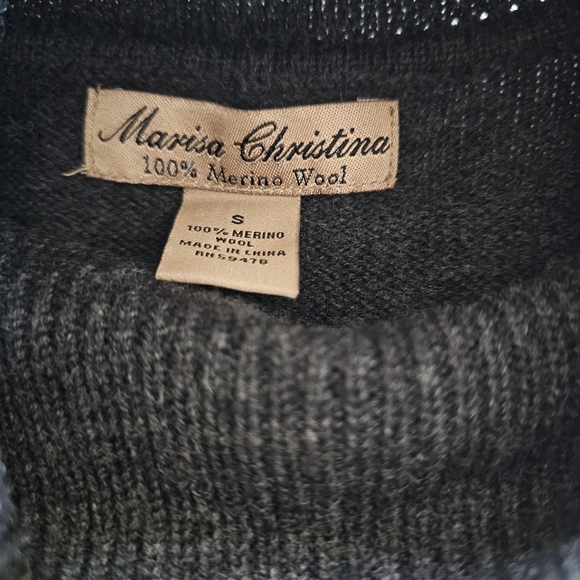 Marisa Christina
100% Merino Wool
S
100% MERINO
WOOL
MADE IN CHINA
RN59478